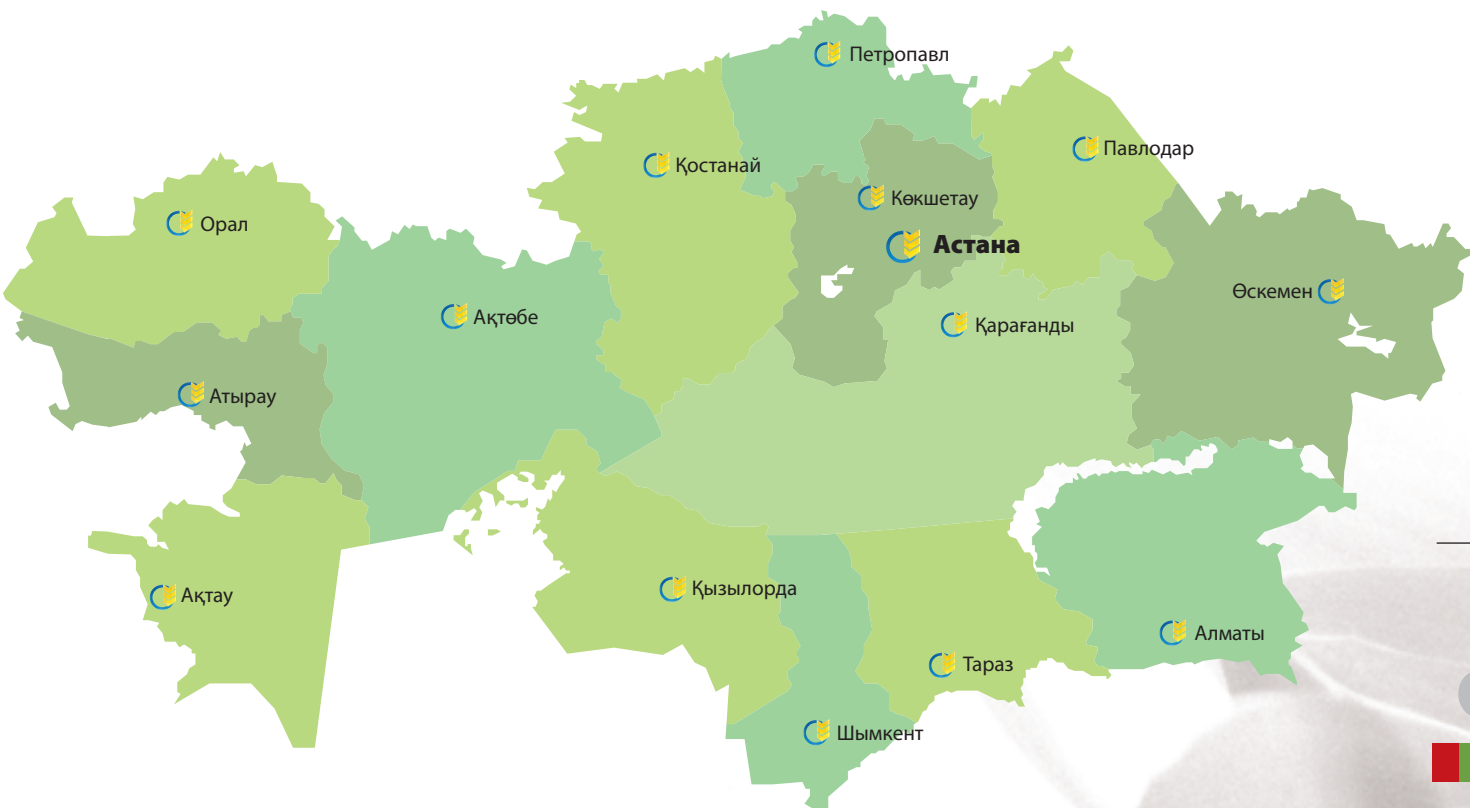 Петропавл
Павлодар
Қостанай
Көкшетау
Орал
Астана
Өскемен
Ақтөбе
Қарағанды
Атырау
Қызылорда
Ақтау
Алматы
Тараз
Шымкент